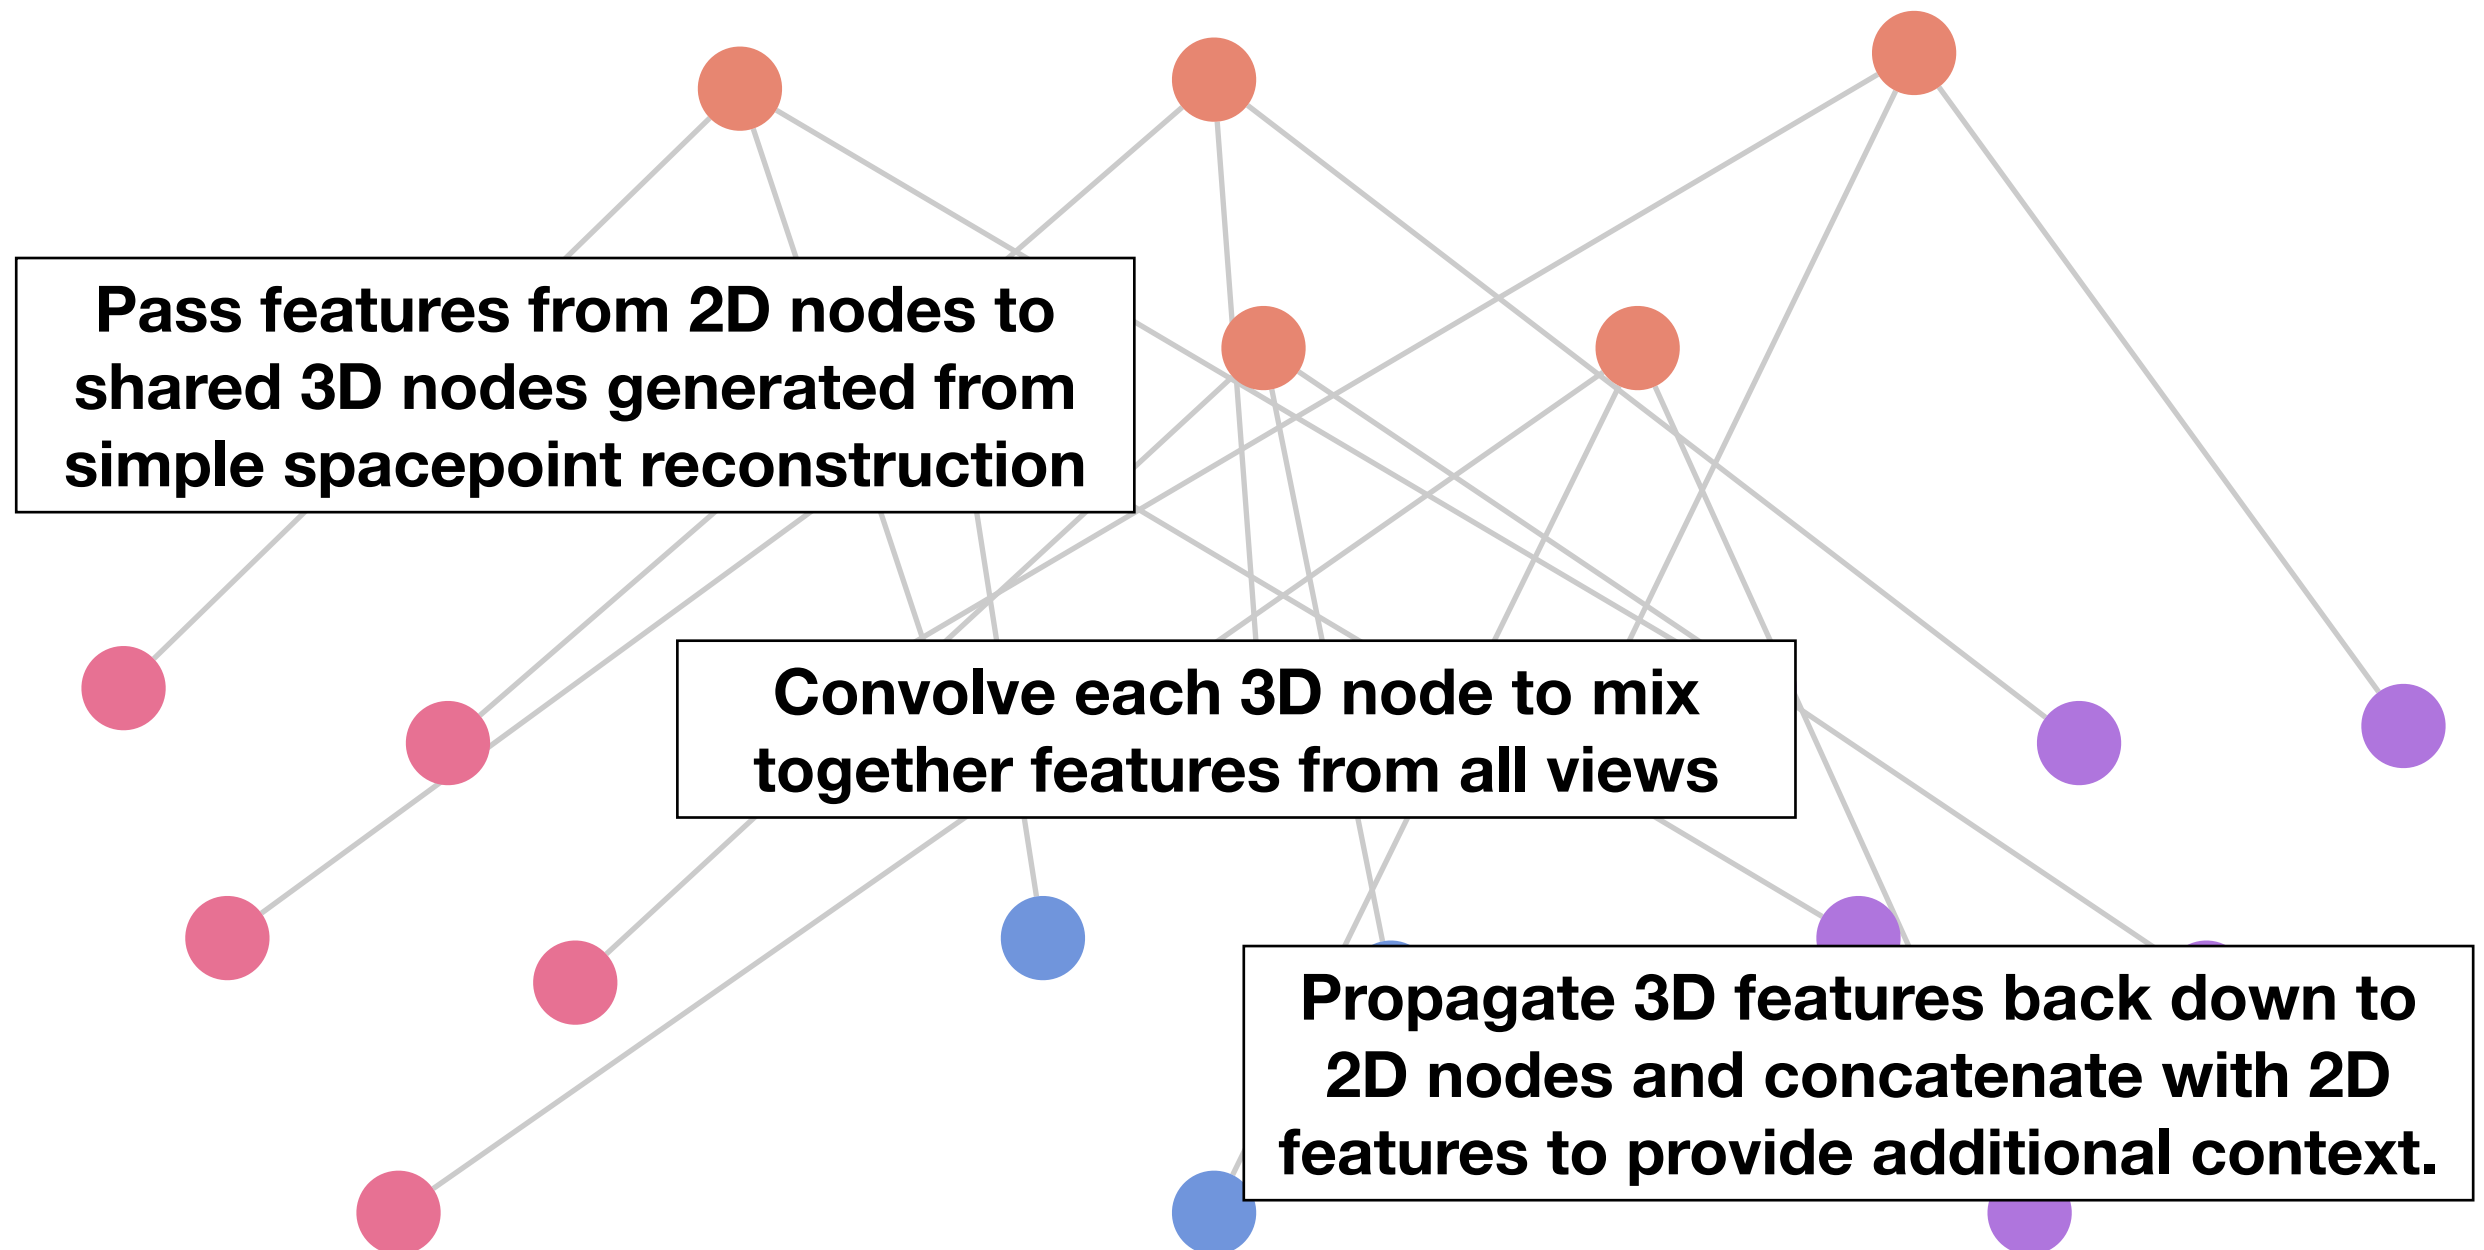 Pass features from 2D nodes to
shared 3D nodes generated from
simple spacepoint reconstruction
Convolve each 3D node to mix
together features from all views
Propagate 3D features back down to
2D nodes and concatenate with 2D
features to provide additional context.